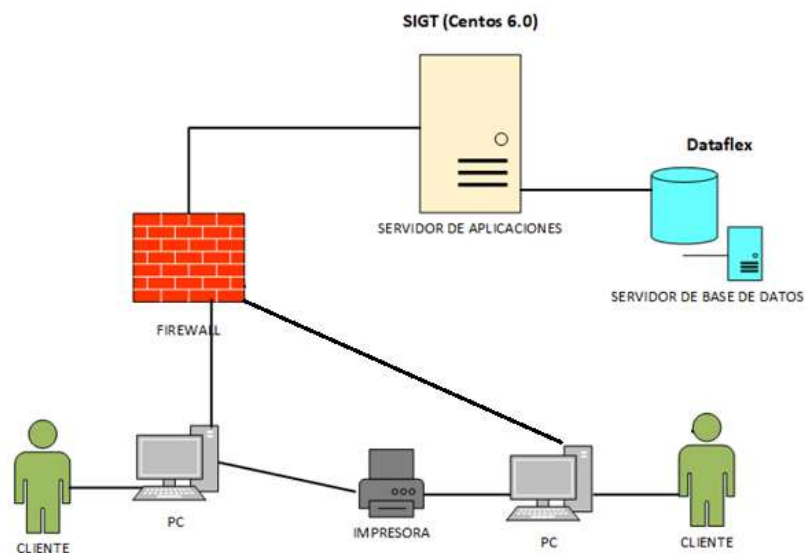 SIGT (Centos 6.0)
Dataflex
SERVIDOR DE APLICACIONES
SERVIDOR DE BASE DE DATOS
FIREWALL
CLIENTE
PC
IMPRESORA
PC
CLIENTE